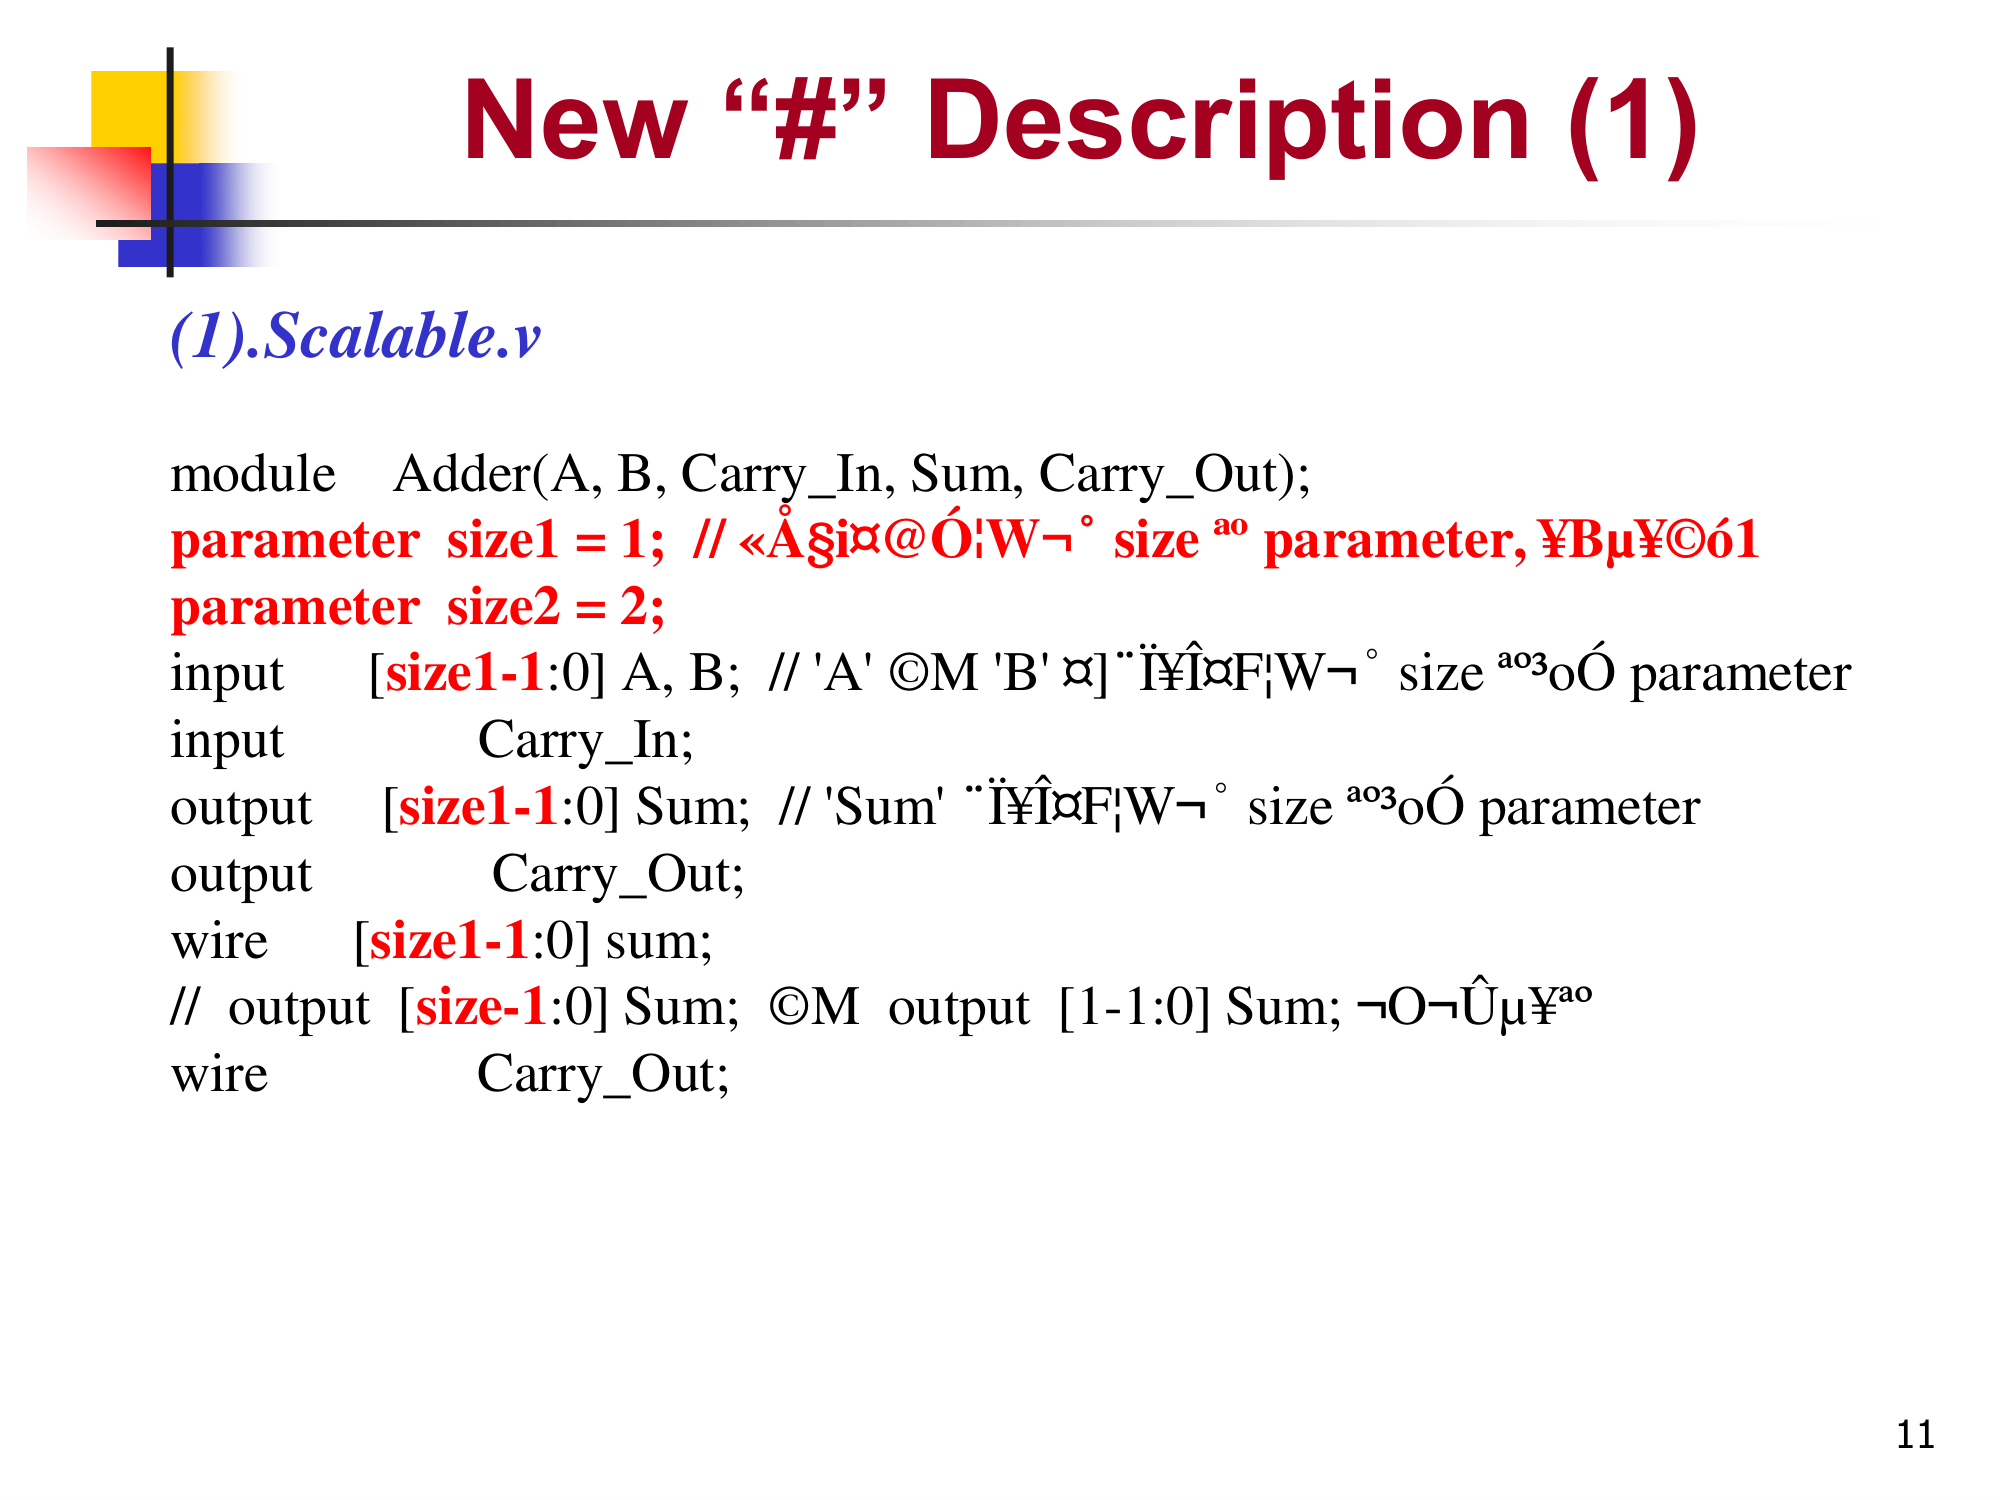 New “#” Description (1)
(1).Scalable.v
module Adder(A, B, Carry_In, Sum, Carry_Out);
parameter size1 = 1; // «Å§i¤@Ó¦W¬˚ size ªº parameter, ¥Bµ¥©ó1
parameter size2 = 2;
input [size1-1:0] A, B; // 'A' ©M 'B' ¤]¨Ï¥Î¤F¦W¬˚ size ªº³oÓ parameter
input Carry_In;
output [size1-1:0] Sum; // 'Sum' ¨Ï¥Î¤F¦W¬˚ size ªº³oÓ parameter
output Carry_Out;
wire [size1-1:0] sum;
// output [size-1:0] Sum; ©M output [1-1:0] Sum; ¬O¬Ûµ¥ªº
wire Carry_Out;
11